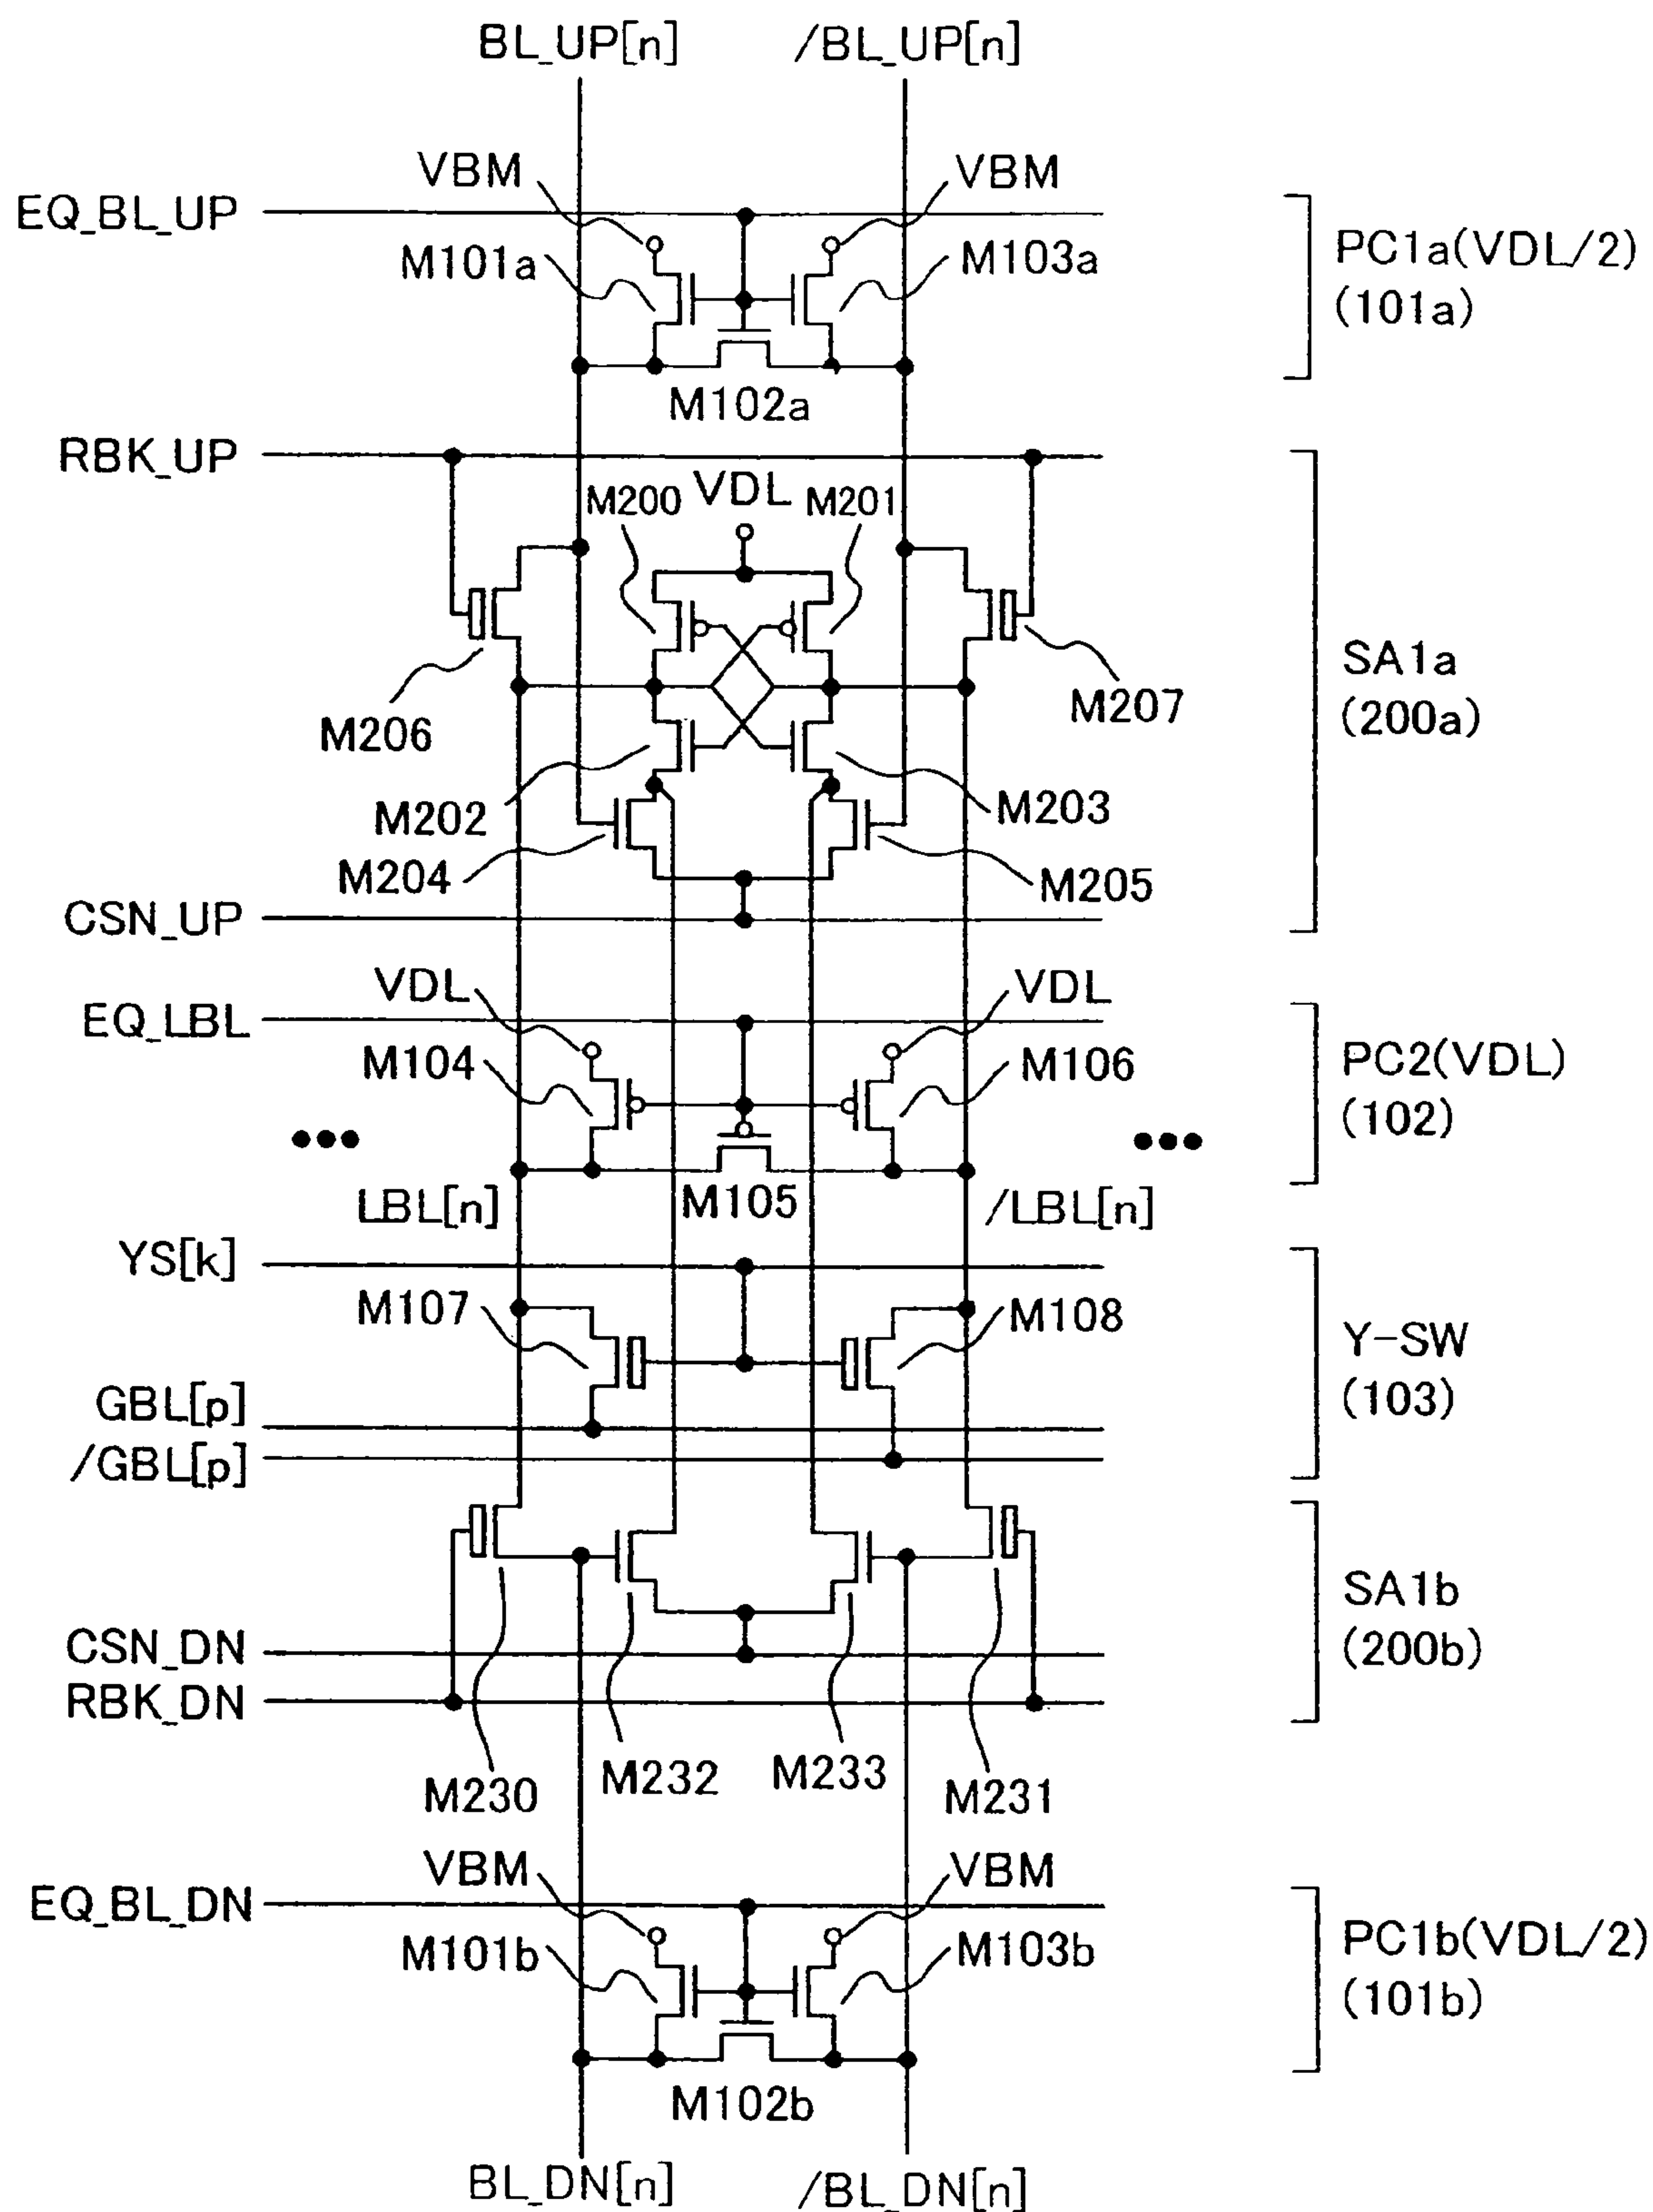 BL_UP[n] /BL_UP[n]
VBM VBM
EQ_BL_UP
M101a M103a
PC1a(VDL/2)
(101a)
M102a
RBK_UP
M200 VDL M201
M206 M207
SA1a
(200a)
M202 M203
M204 M205
CSN_UP
VDL VDL
EQ_LBL
M104 M106
PC2(VDL)
(102)
LBL[n] M105 /LBL[n]
YS[k]
M107 M108
Y-SW
(103)
GBL[p]
/GBL[p]
SA1b
(200b)
CSN_DN
RBK_DN
M230 M232 M233 M231
VBM VBM
EQ_BL_DN
M101b M103b
PC1b(VDL/2)
(101b)
M102b
BL_DN[n] /BL_DN[n]